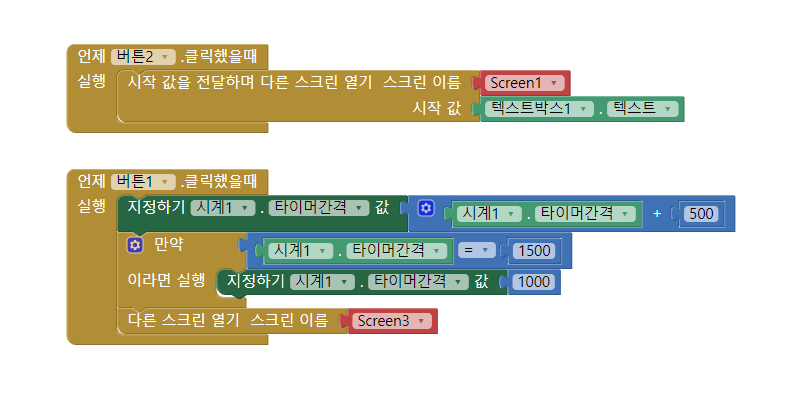 언제 버튼2 .클릭했을때
실행 시작 값을 전달하며 다른 스크린 열기 스크린 이름 Screen1
시작 값 텍스트박스1 . 텍스트
언제 버튼1 .클릭했을때
실행 지정하기 시계1 . 타이머간격 값 시계1 . 타이머간격 + 500
만약 시계1 . 타이머간격 = 1500
이라면 실행 지정하기 시계1 . 타이머간격 값 1000
다른 스크린 열기 스크린 이름 Screen3